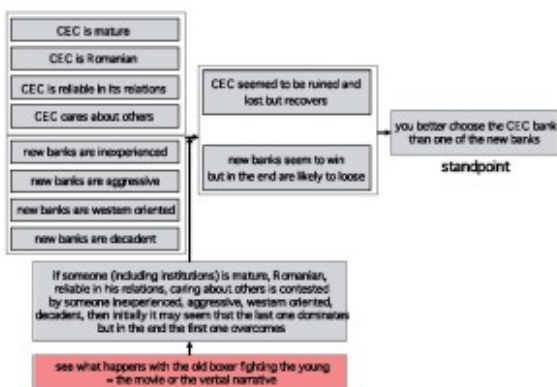 CEC is mature
CEC is Romanian
CEC is reliable in its relations
CEC cares about others
new banks are inexperienced
new banks are aggressive
new banks are western oriented
new banks are decadent
CEC seemed to be ruined and
lost but recovers
new banks seem to win
but in the end are likely to loose
you better choose the CEC bank
than one of the new banks
standpoint
if someone (including institutions) is mature, Romanian,
reliable in his relations, caring about others is contested
by someone inexperienced, aggressive, western oriented,
decadent, then initially it may seem that the last one dominates
but in the end the first one overcomes
see what happens with the old boxer fighting the young
= the movie or the verbal narrative